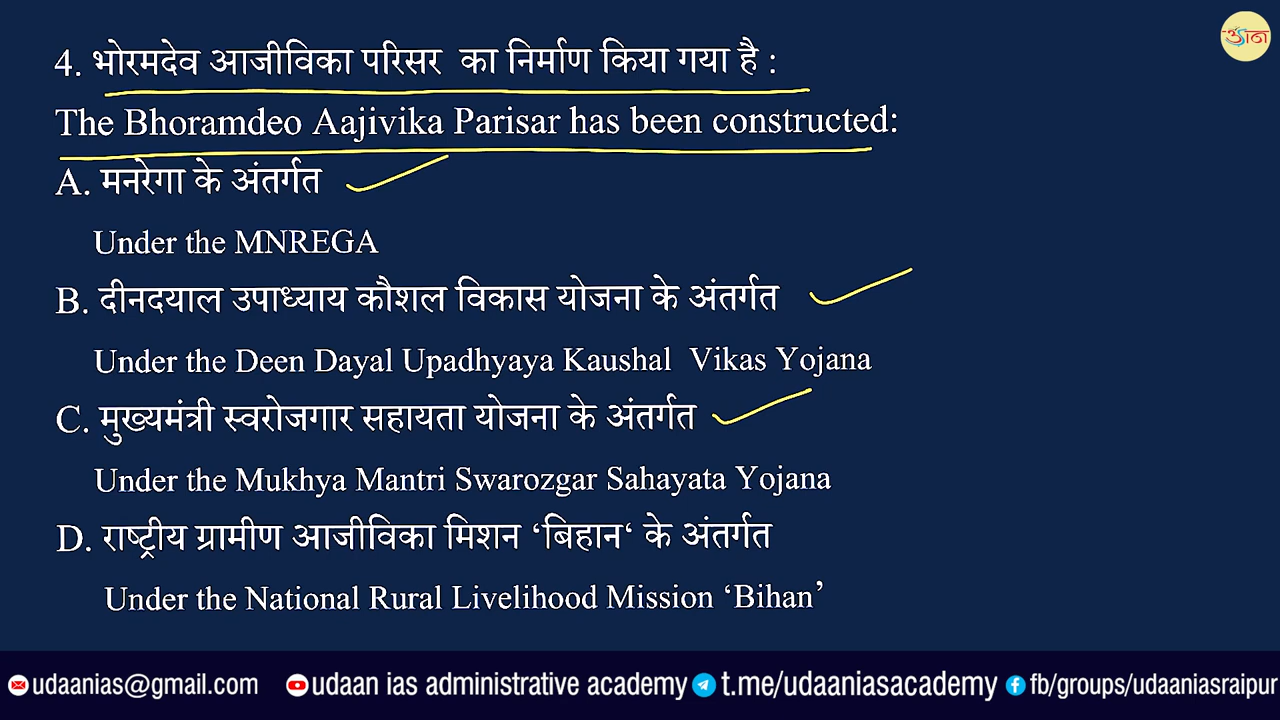 उड़ान
4. भोरमदेव आजीविका परिसर का निर्माण किया गया है :
The Bhoramdeo Aajivika Parisar has been constructed:
A. मनरेगा के अंतर्गत
Under the MNREGA
B. दीनदयाल उपाध्याय कौशल विकास योजना के अंतर्गत
Under the Deen Dayal Upadhyaya Kaushal Vikas Yojana
C. मुख्यमंत्री स्वरोजगार सहायता योजना के अंतर्गत
Under the Mukhya Mantri Swarozgar Sahayata Yojana
D. राष्ट्रीय ग्रामीण आजीविका मिशन ‘बिहान‘ के अंतर्गत
Under the National Rural Livelihood Mission ‘Bihan’
udaanias@gmail.com udaan ias administrative academy t.me/udaaniasacademy fb/groups/udaaniasraipur